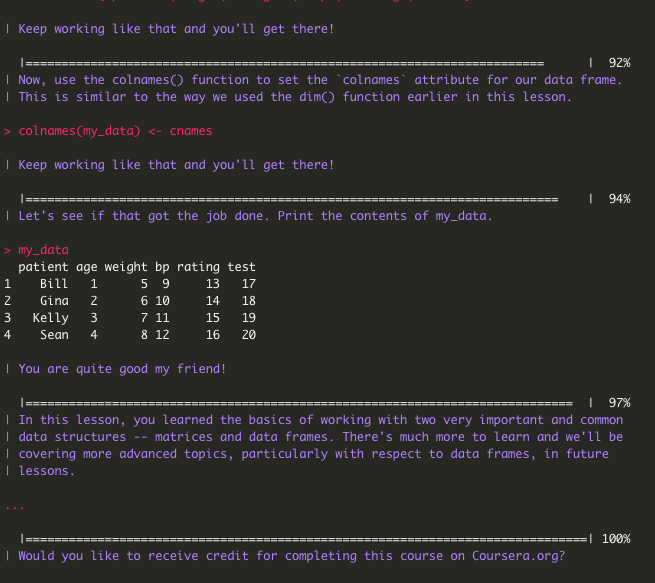 | Keep working like that and you'll get there!
|======================================================================== | 92%
| Now, use the colnames() function to set the `colnames` attribute for our data frame.
| This is similar to the way we used the dim() function earlier in this lesson.
> colnames(my_data) <- cnames
| Keep working like that and you'll get there!
|========================================================================== | 94%
| Let's see if that got the job done. Print the contents of my_data.
> my_data
  patient age weight bp rating test
1    Bill   1      5  9     13   17
2    Gina   2      6 10     14   18
3   Kelly   3      7 11     15   19
4    Sean   4      8 12     16   20
| You are quite good my friend!
|============================================================================ | 97%
| In this lesson, you learned the basics of working with two very important and common
| data structures -- matrices and data frames. There's much more to learn and we'll be
| covering more advanced topics, particularly with respect to data frames, in future
| lessons.
...
|==============================================================================| 100%
| Would you like to receive credit for completing this course on Coursera.org?